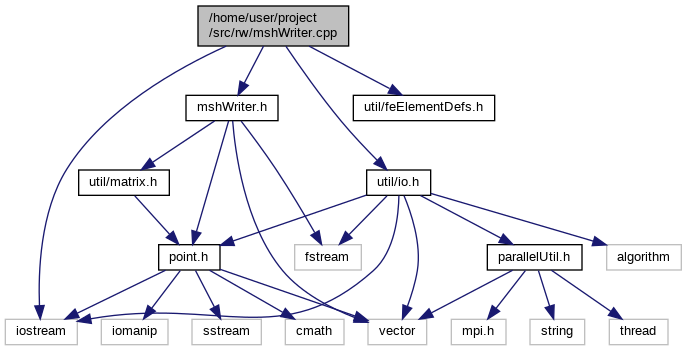 /home/user/project
/src/rw/mshWriter.cpp
mshWriter.h
util/feElementDefs.h
util/matrix.h
util/io.h
point.h
fstream
parallelUtil.h
algorithm
iostream
iomanip
sstream
cmath
vector
mpi.h
string
thread